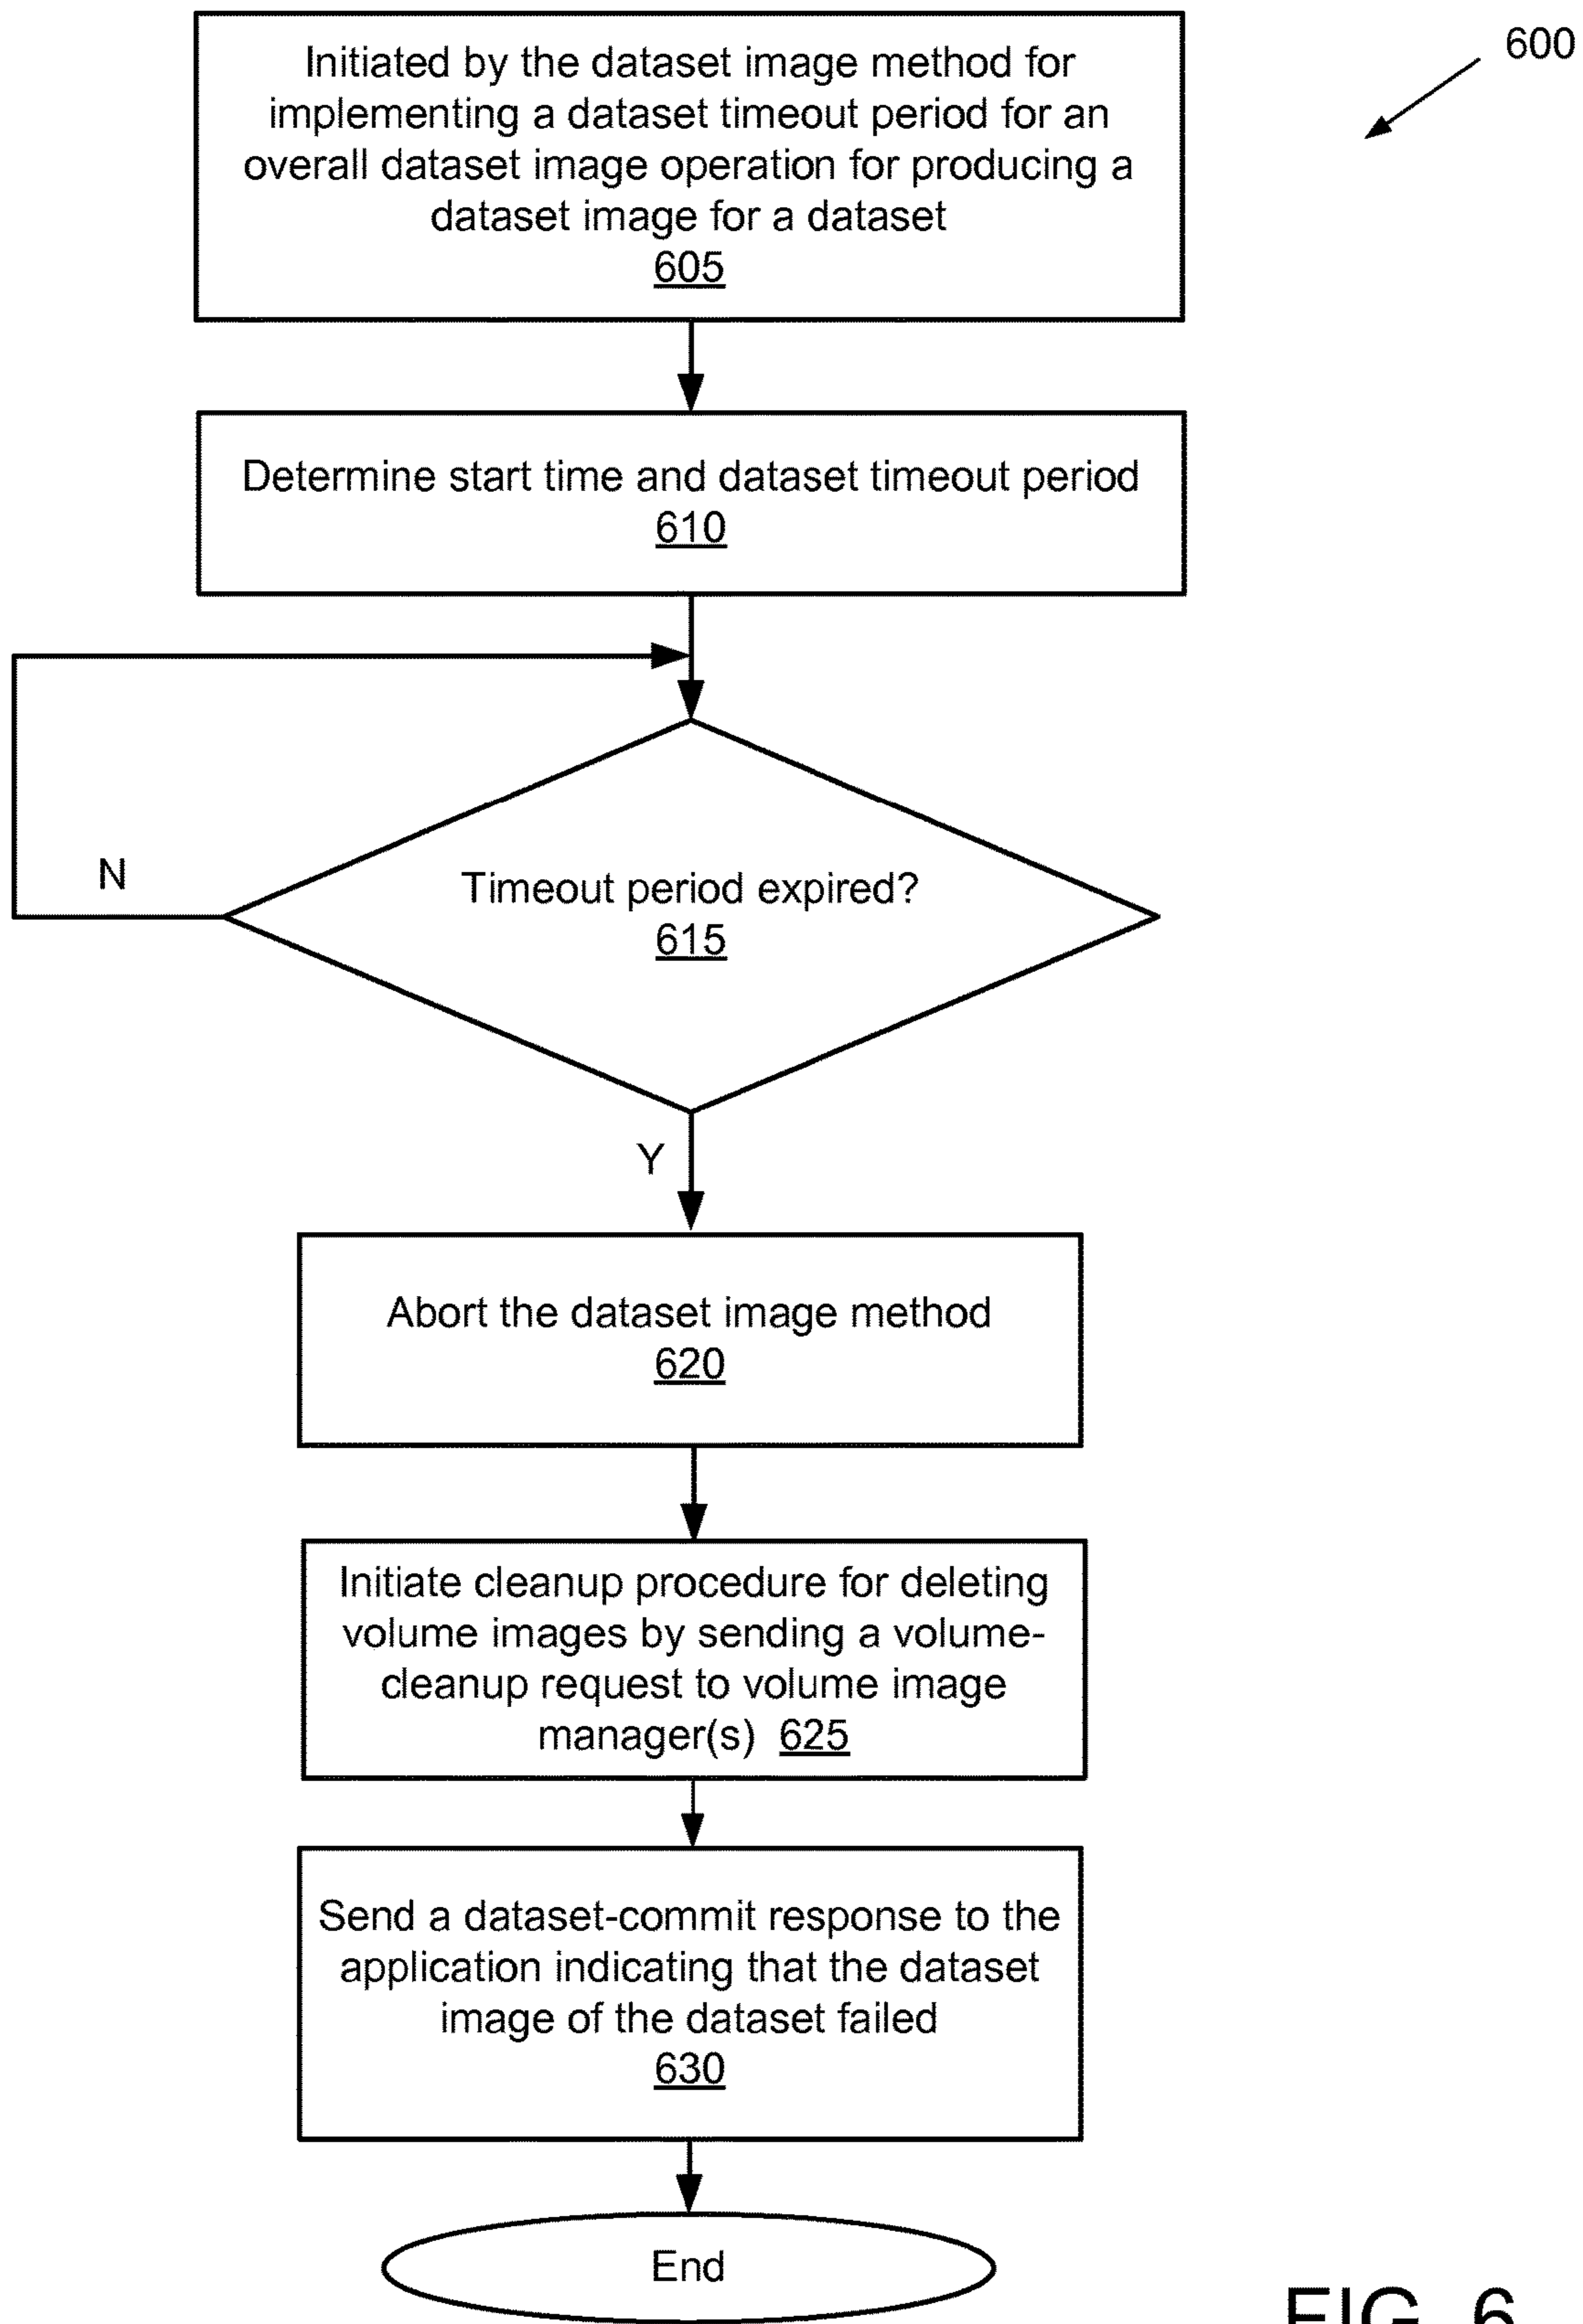 600
Initiated by the dataset image method for
implementing a dataset timeout period for an
overall dataset image operation for producing a
dataset image for a dataset
605
Determine start time and dataset timeout period
610
N
Timeout period expired?
615
Y
Abort the dataset image method
620
Initiate cleanup procedure for deleting
volume images by sending a volume-
cleanup request to volume image
manager(s) 625
Send a dataset-commit response to the
application indicating that the dataset
image of the dataset failed
630
End
FIG. 6